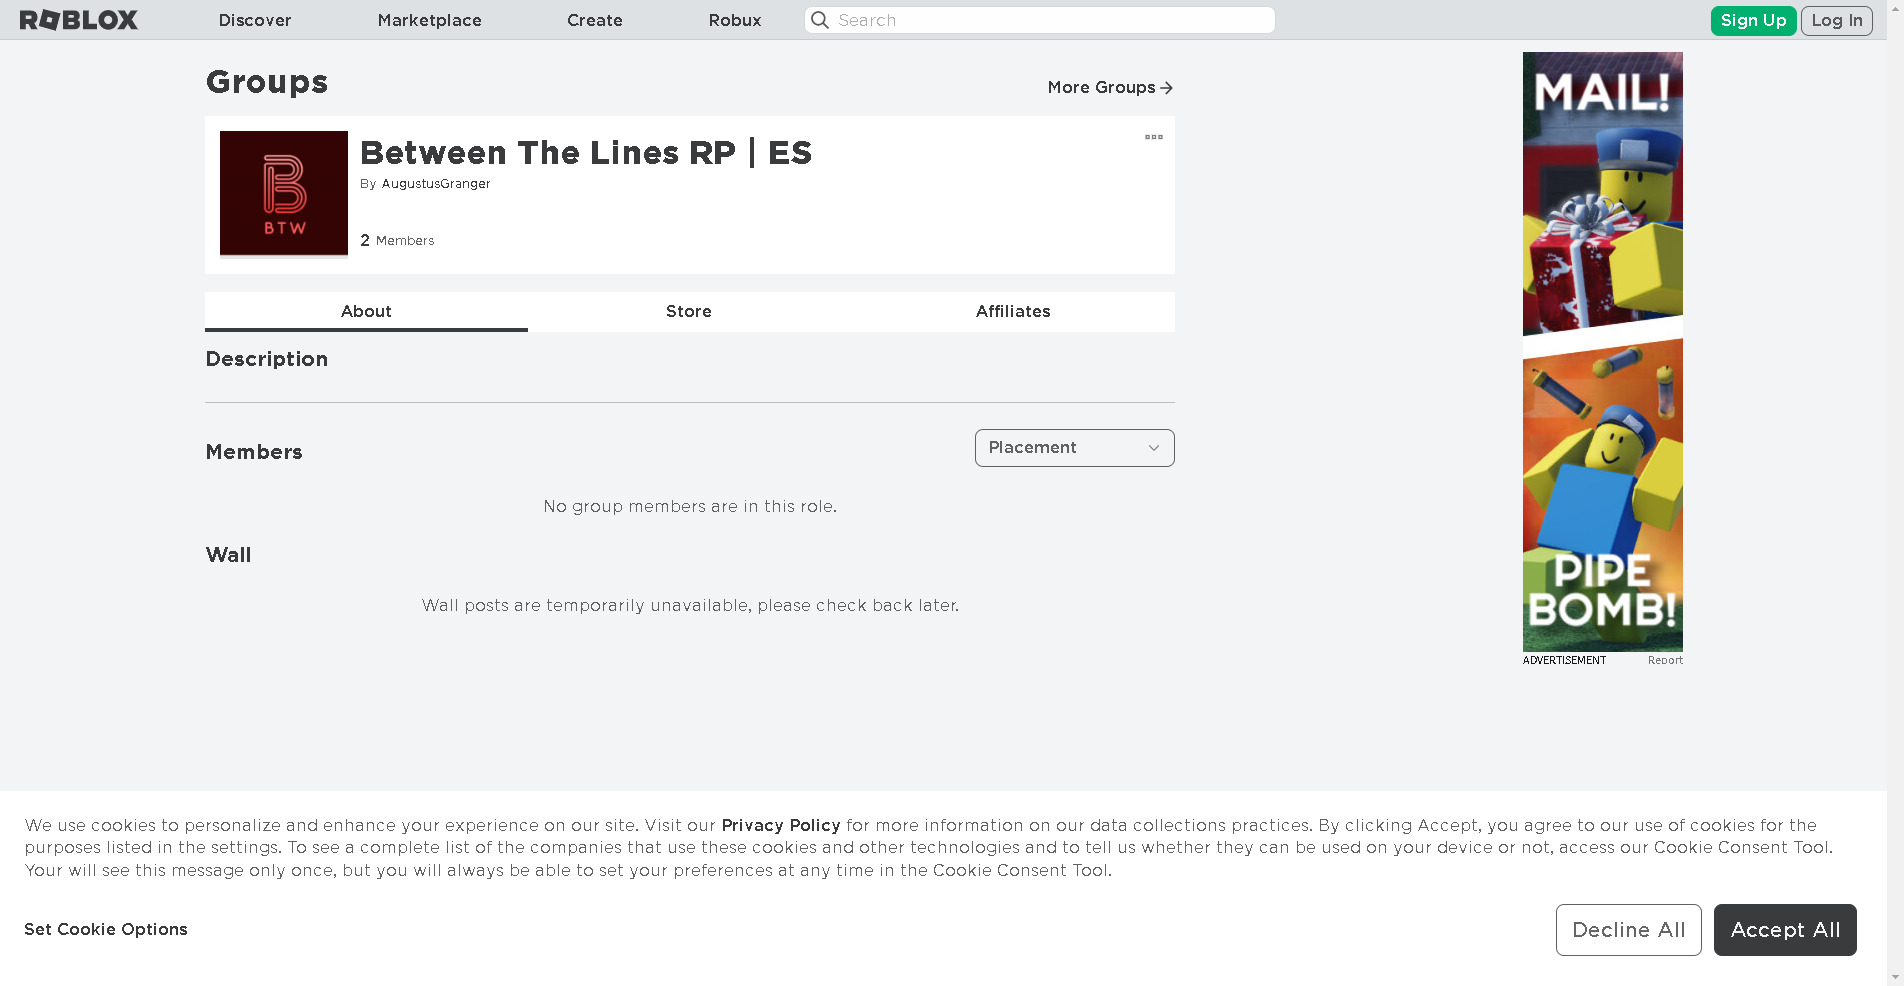 ROBLOX
Discover
Marketplace
Create
Robux
Search
Sign Up
Log In
Groups
More Groups
Between The Lines RP | ES
By AugustusGranger
2 Members
B
BTW
About
Store
Affiliates
Description
Members
Placement
No group members are in this role.
Wall
Wall posts are temporarily unavailable, please check back later.
MAIL!
PIPE
BOMB!
ADVERTISEMENT
Report
We use cookies to personalize and enhance your experience on our site. Visit our Privacy Policy for more information on our data collections practices. By clicking Accept, you agree to our use of cookies for the
purposes listed in the settings. To see a complete list of the companies that use these cookies and other technologies and to tell us whether they can be used on your device or not, access our Cookie Consent Tool.
Your will see this message only once, but you will always be able to set your preferences at any time in the Cookie Consent Tool.
Set Cookie Options
Decline All
Accept All